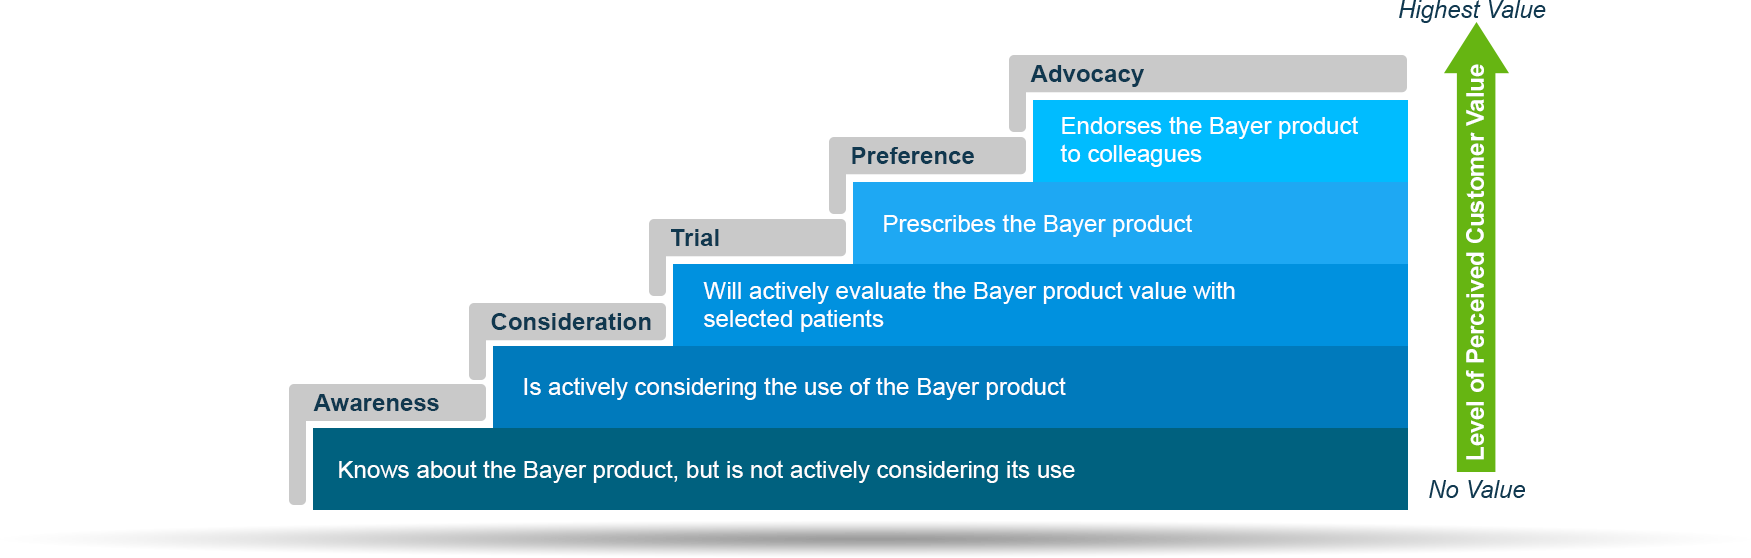 Highest Value
Advocacy
Endorses the Bayer product
to colleagues
Preference
Prescribes the Bayer product
Trial
Will actively evaluate the Bayer product value with
selected patients
Consideration
Is actively considering the use of the Bayer product
Awareness
Knows about the Bayer product, but is not actively considering its use
Level of Perceived Customer Value
No Value